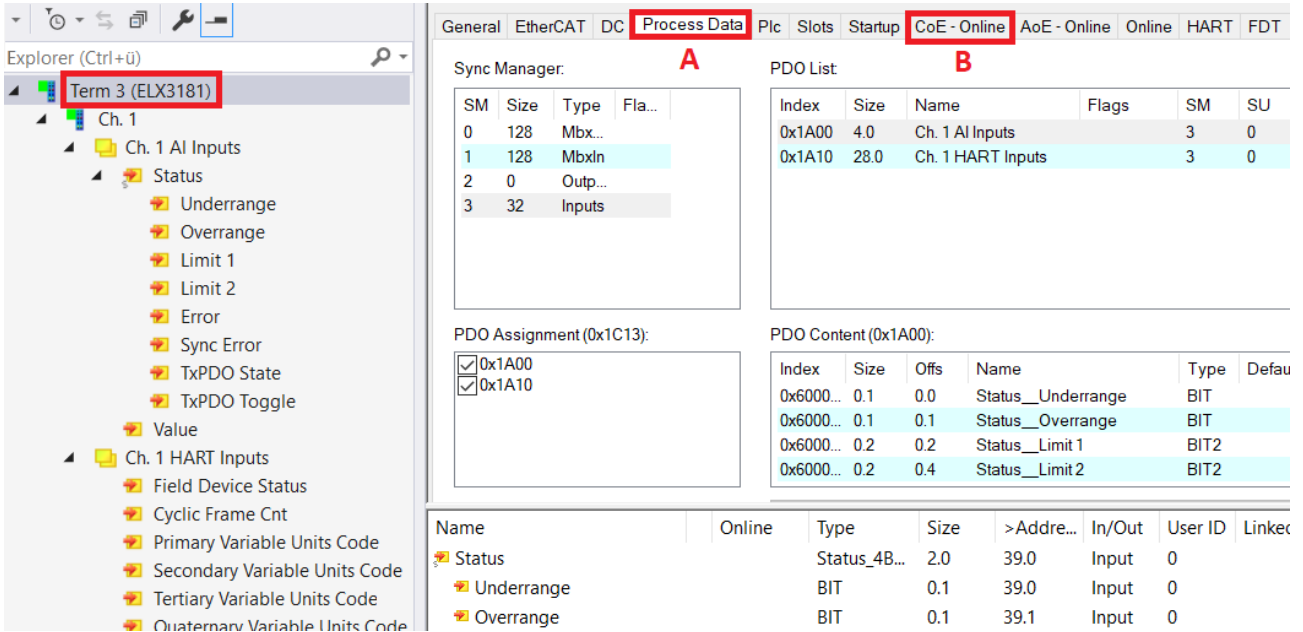 Explorer (Ctrl+ü)
Term 3 (ELX3181)
Ch. 1
Ch. 1 AI Inputs
Status
Underrange
Overrange
Limit 1
Limit 2
Error
Sync Error
TxPDO State
TxPDO Toggle
Value
Ch. 1 HART Inputs
Field Device Status
Cyclic Frame Cnt
Primary Variable Units Code
Secondary Variable Units Code
Tertiary Variable Units Code
Quaternary Variable Units Code
General EtherCAT DC Process Data Plc Slots Startup CoE - Online AoE - Online Online HART FDT
A B
Sync Manager:
SM Size Type Fla...
0 128 Mbx...
1 128 MbxIn
2 0 Outp...
3 32 Inputs
PDO List:
Index Size Name Flags SM SU
0x1A00 4.0 Ch. 1 AI Inputs 3 0
0x1A10 28.0 Ch. 1 HART Inputs 3 0
PDO Assignment (0x1C13):
0x1A00
0x1A10
PDO Content (0x1A00):
Index Size Offs Name Type Defau
0x6000... 0.1 0.0 Status__Underrange BIT
0x6000... 0.1 0.1 Status__Overrange BIT
0x6000... 0.2 0.2 Status__Limit 1 BIT2
0x6000... 0.2 0.4 Status__Limit 2 BIT2
Name Online Type Size >Addre... In/Out User ID Linked
Status Status_4B... 2.0 39.0 Input 0
Underrange BIT 0.1 39.0 Input 0
Overrange BIT 0.1 39.1 Input 0